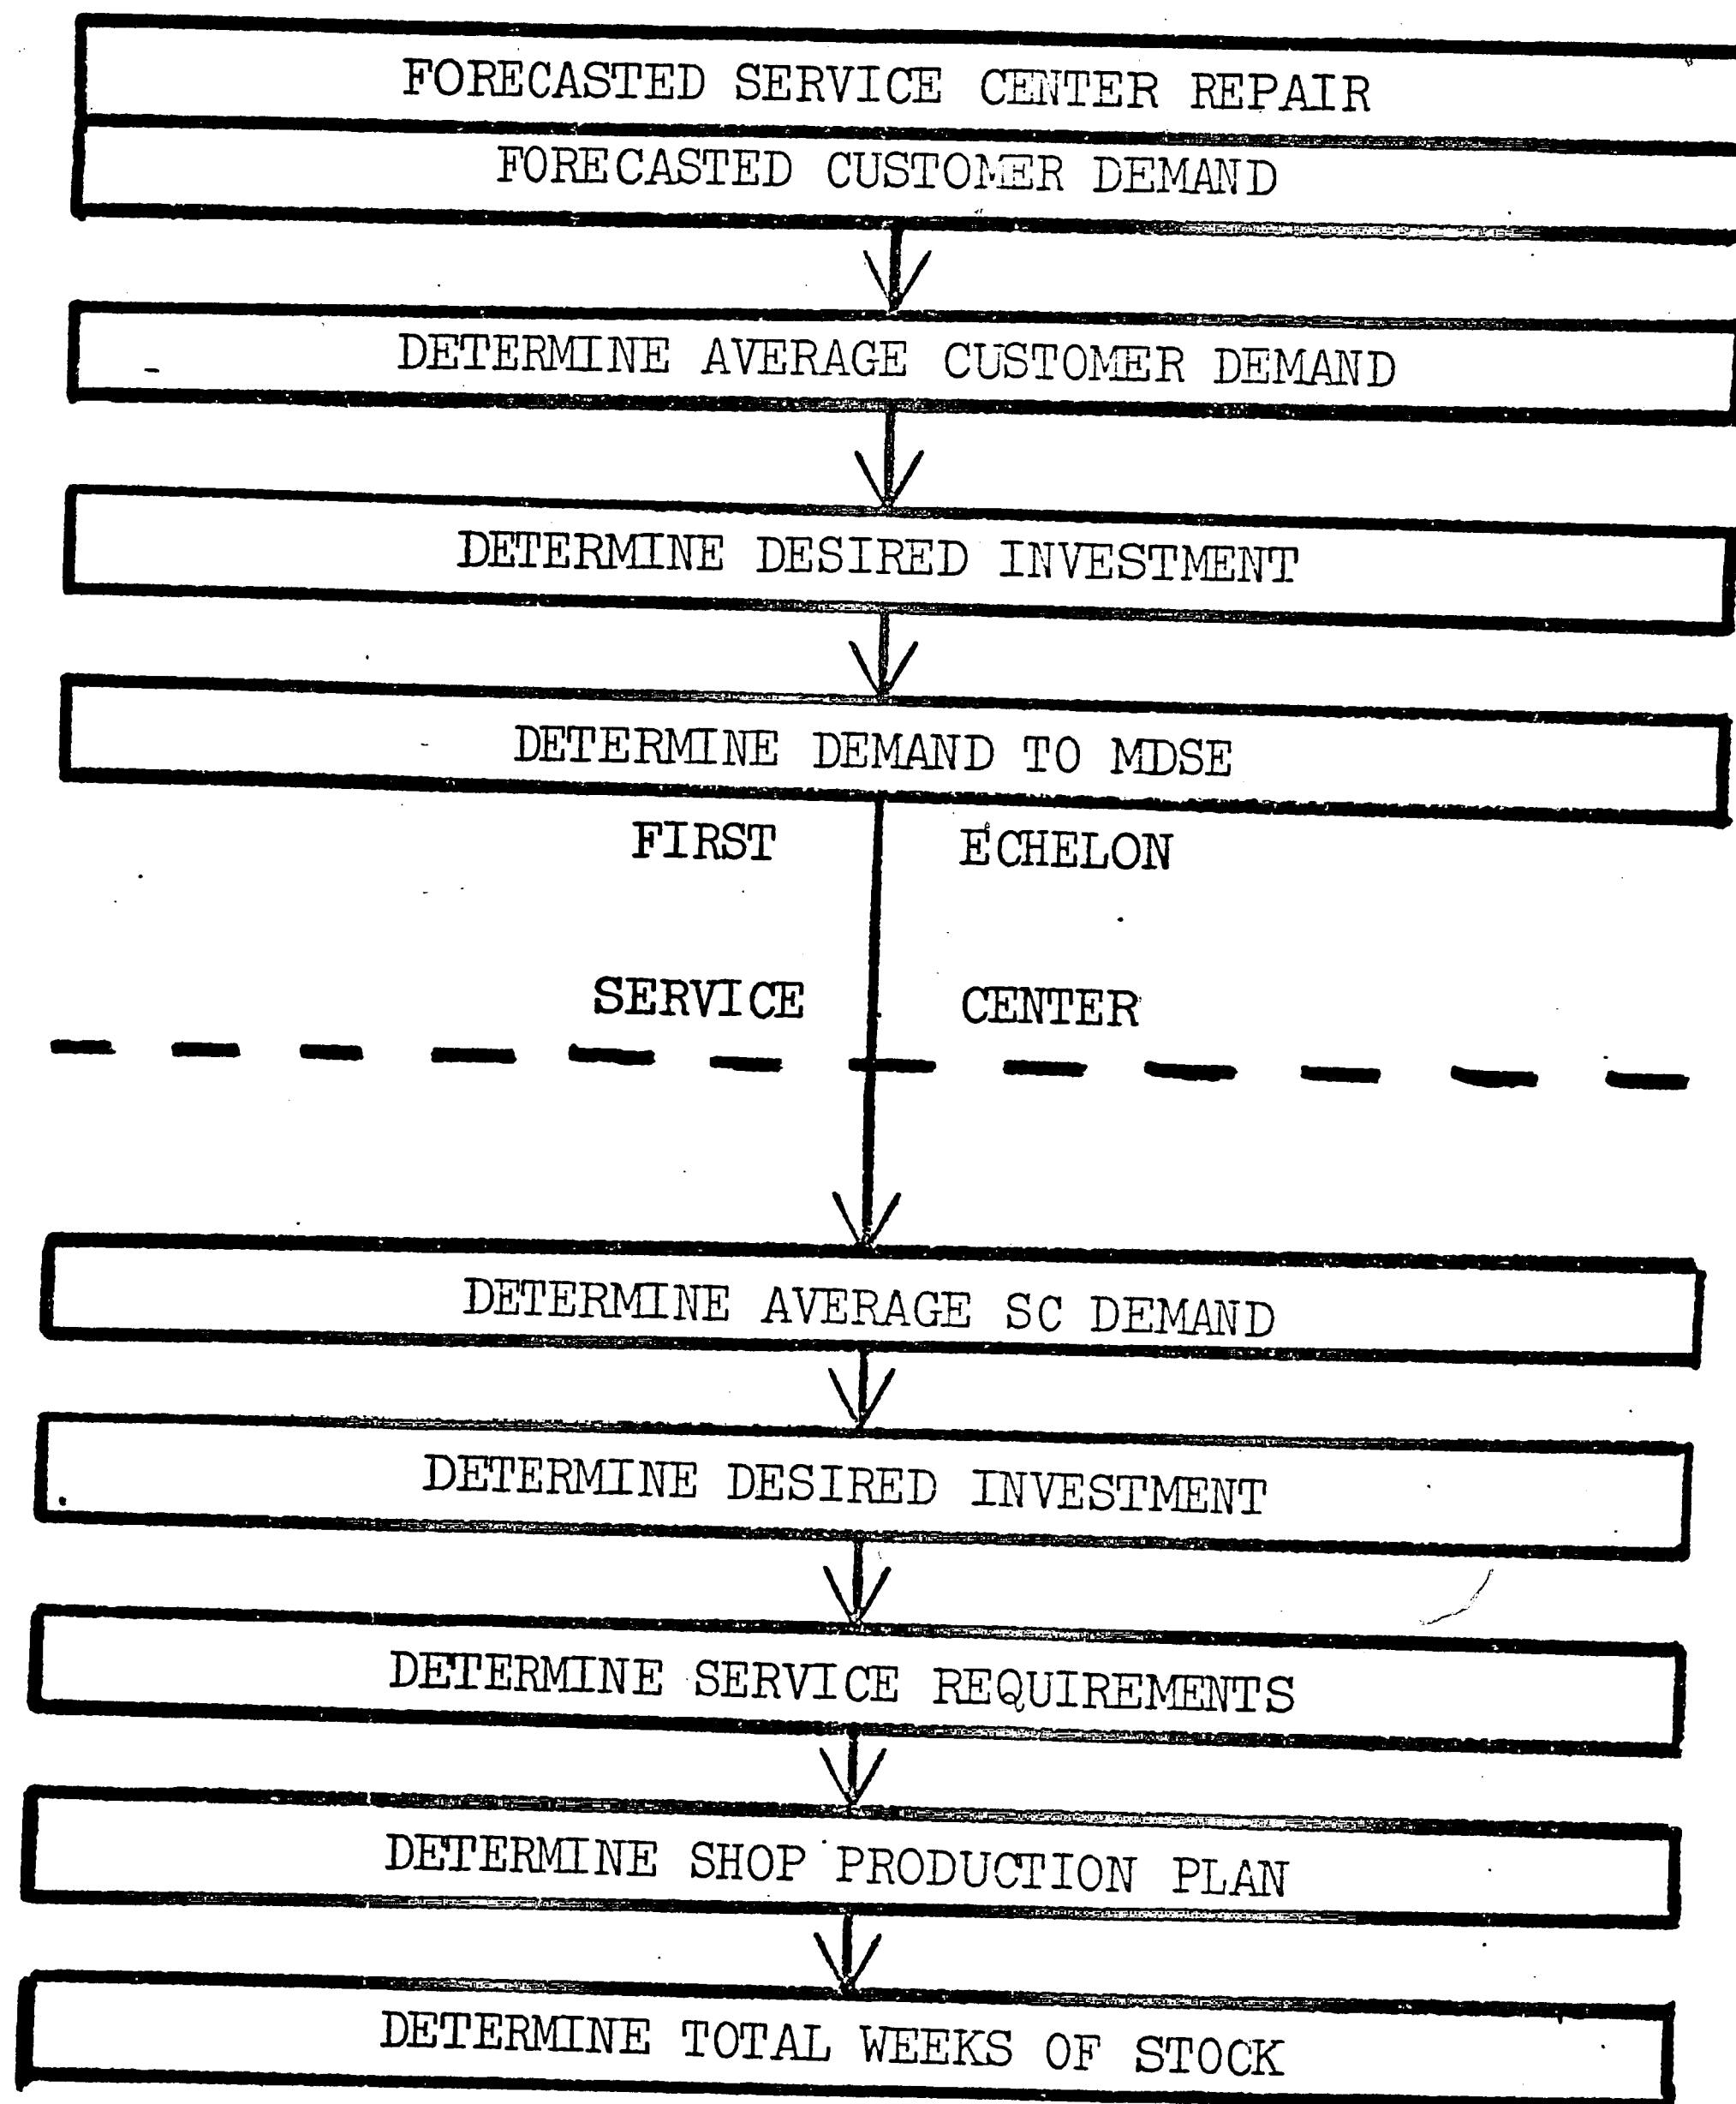 FORECASTED SERVICE CENTER REPAIR
FORECASTED CUSTOMER DEMAND
DETERMINE AVERAGE CUSTOMER DEMAND
DETERMINE DESIRED INVESTMENT
DETERMINE DEMAND TO MDSE
FIRST ECHELON
SERVICE CENTER
DETERMINE AVERAGE SC DEMAND
DETERMINE DESIRED INVESTMENT
DETERMINE SERVICE REQUIREMENTS
DETERMINE SHOP PRODUCTION PLAN
DETERMINE TOTAL WEEKS OF STOCK